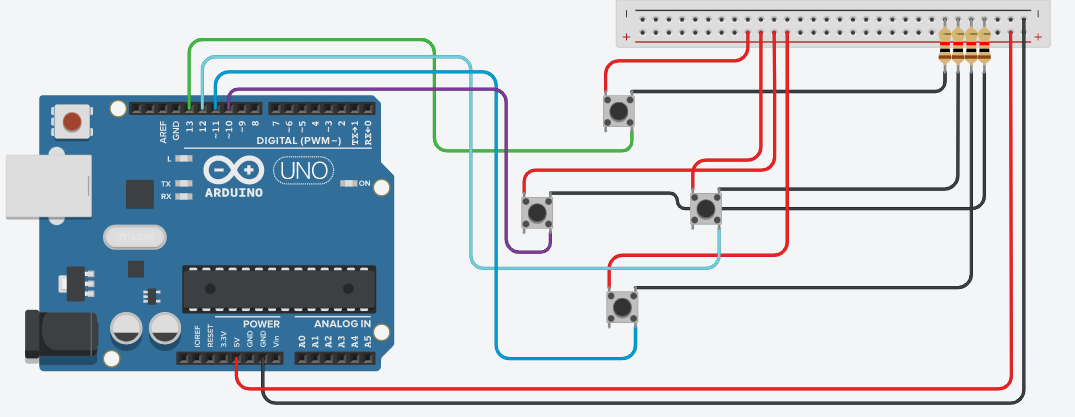 AREF
GND
13
12
~11
~10
~9
8
7
~6
~5
4
~3
2
TX→1
RX←0
DIGITAL (PWM~)
L
TX
RX
ARDUINO
UNO
ON
POWER
ANALOG IN
IOREF
RESET
3.3V
5V
GND
GND
Vin
A0
A1
A2
A3
A4
A5